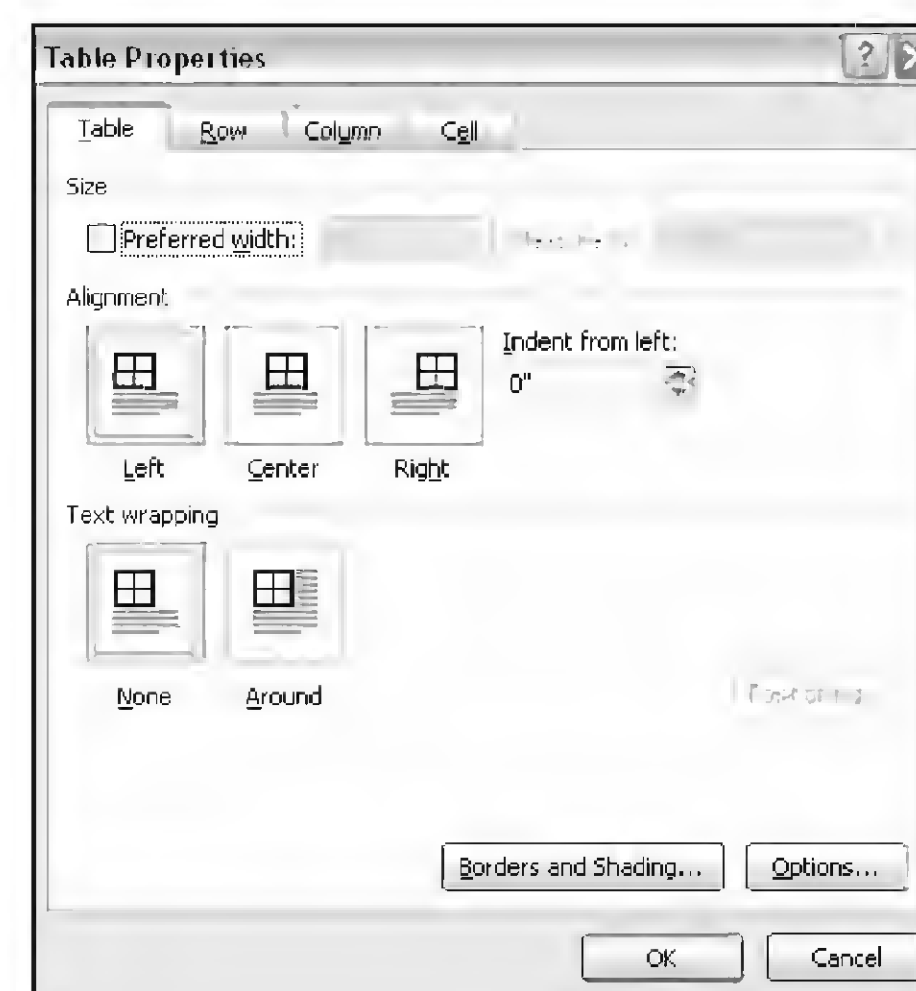 Table Properties ?
Table Row Column Cell
Size
Preferred width:
Alignment
Indent from left:
0"
Left Center Right
Text wrapping
None Around
Borders and Shading... Options...
OK Cancel